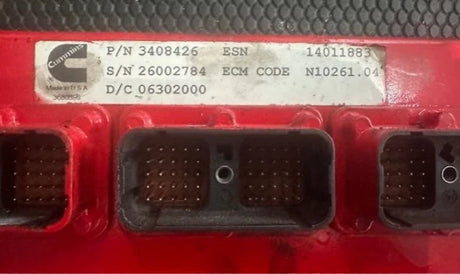 Cummins
P/N 3408426 ESN 14011883
S/N 26002784 ECM CODE N10261.04
Made in U.S.A.
D/C 06302000